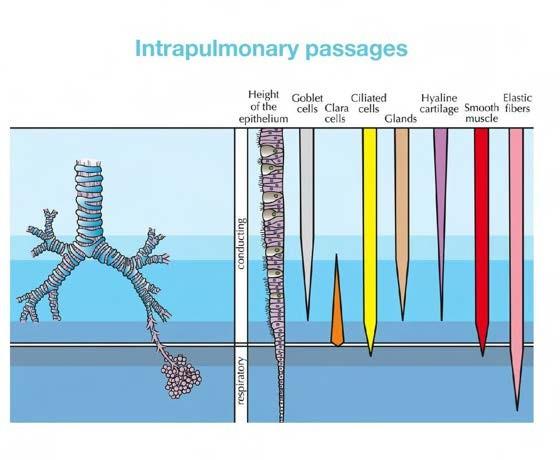 Intrapulmonary passages
Height
of the
epithelium
Goblet
cells
Clara
cells
Ciliated
cells
Glands
Hyaline
cartilage
Smooth
muscle
Elastic
fibers
conducting
respiratory